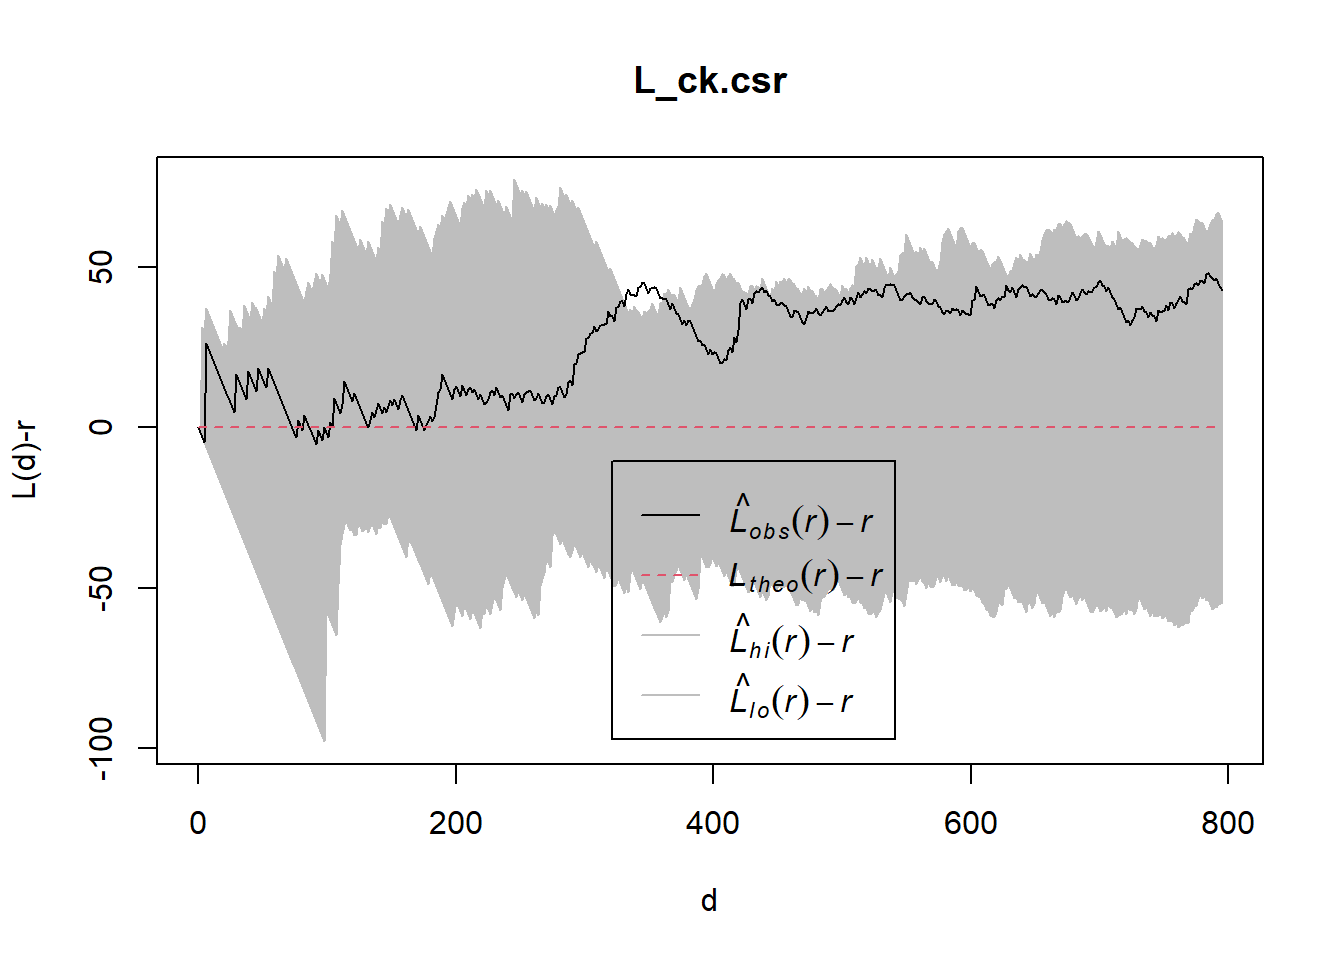 L_ck.csr
L(d)-r
50
0
-50
-100
0 200 400 600 800
d
L̂obs(r) – r
Ltheo(r) – r
L̂hi(r) – r
L̂lo(r) – r